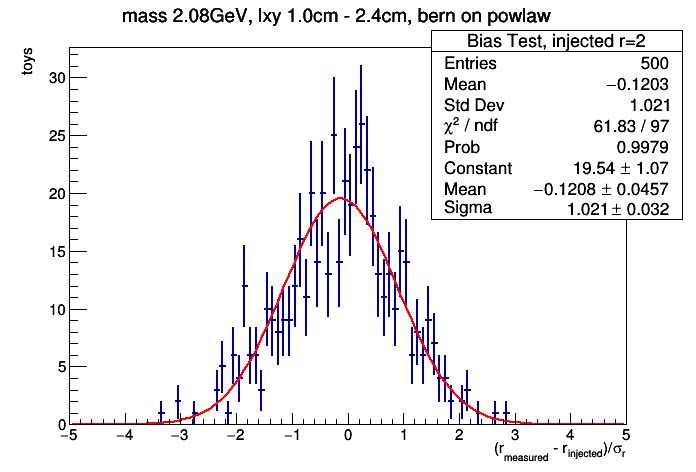 mass 2.08GeV, lxy 1.0cm - 2.4cm, bern on powlaw
Bias Test, injected r=2
Entries 500
Mean −0.1203
Std Dev 1.021
χ² / ndf 61.83 / 97
Prob 0.9979
Constant 19.54 ± 1.07
Mean −0.1208 ± 0.0457
Sigma 1.021 ± 0.032
toys
30
25
20
15
10
5
0
−5 −4 −3 −2 −1 0 1 2 3 4 5
(r_measured - r_injected)/σ_r